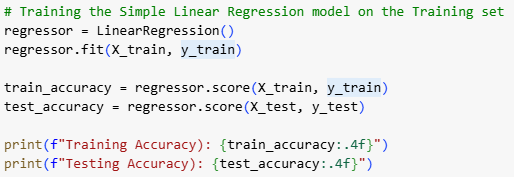 # Training the Simple Linear Regression model on the Training set
regressor = LinearRegression()
regressor.fit(X_train, y_train)
train_accuracy = regressor.score(X_train, y_train)
test_accuracy = regressor.score(X_test, y_test)
print(f"Training Accuracy): {train_accuracy:.4f}")
print(f"Testing Accuracy): {test_accuracy:.4f}")